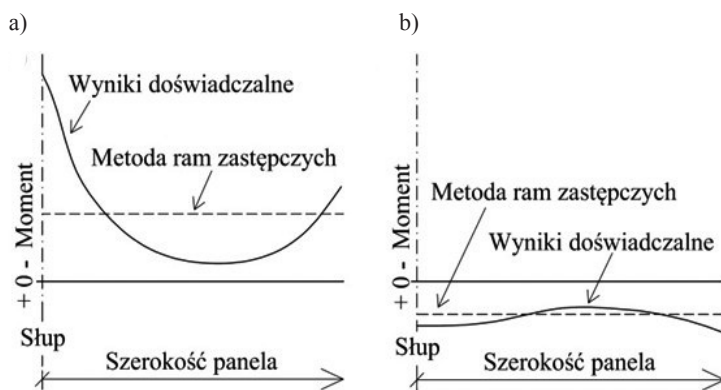 a)
Wyniki doświadczalne
Metoda ram zastępczych
+ 0 - Moment
Słup
Szerokość panela
b)
Metoda ram zastępczych
Wyniki doświadczalne
+ 0 - Moment
Słup
Szerokość panela